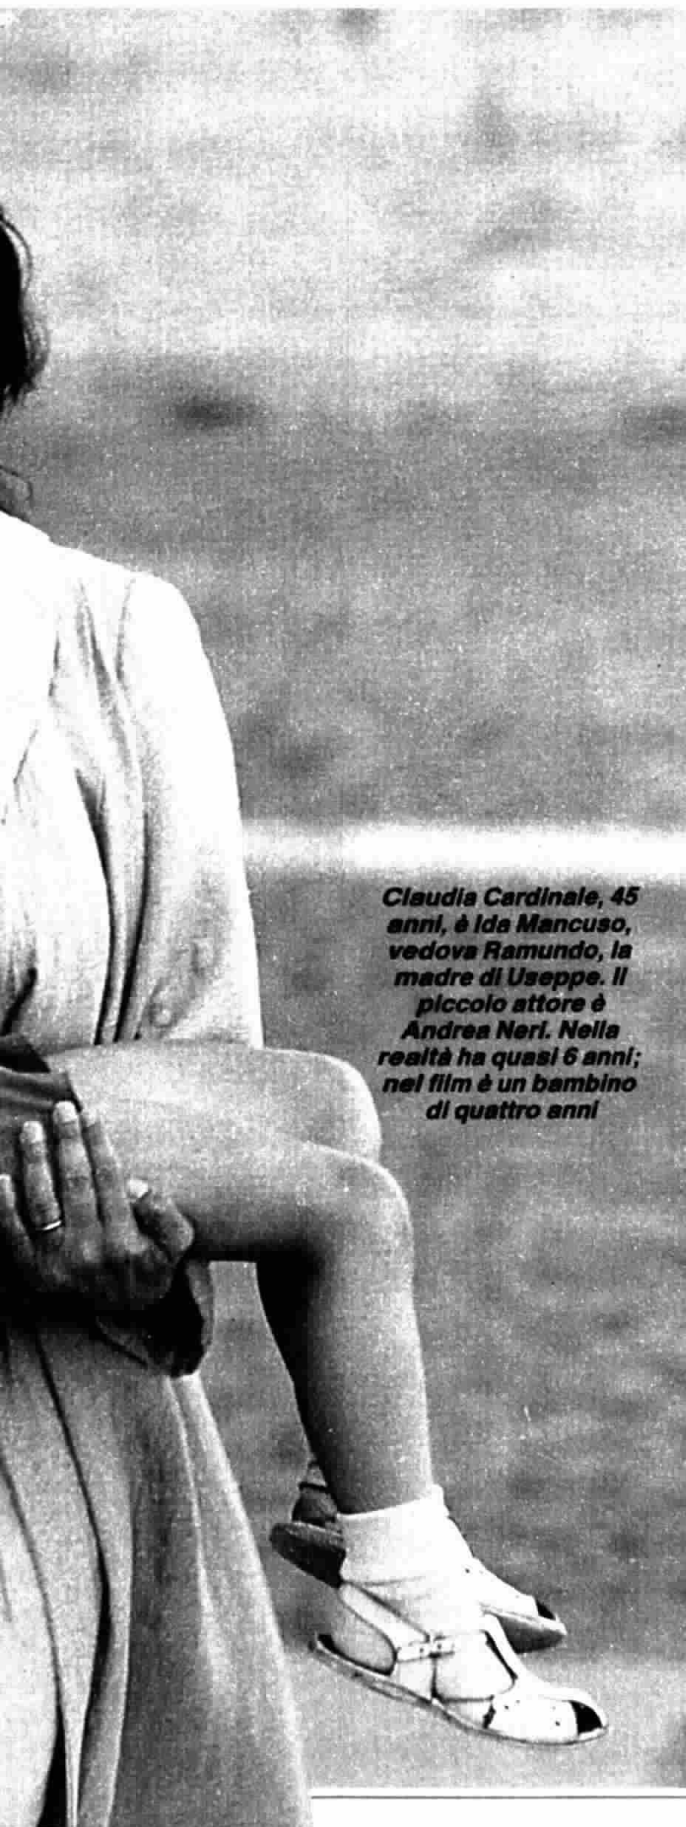 Claudia Cardinale, 45
anni, è Ida Mancuso,
vedova Ramundo, la
madre di Useppe. Il
piccolo attore è
Andrea Neri. Nella
realtà ha quasi 6 anni;
nel film è un bambino
di quattro anni